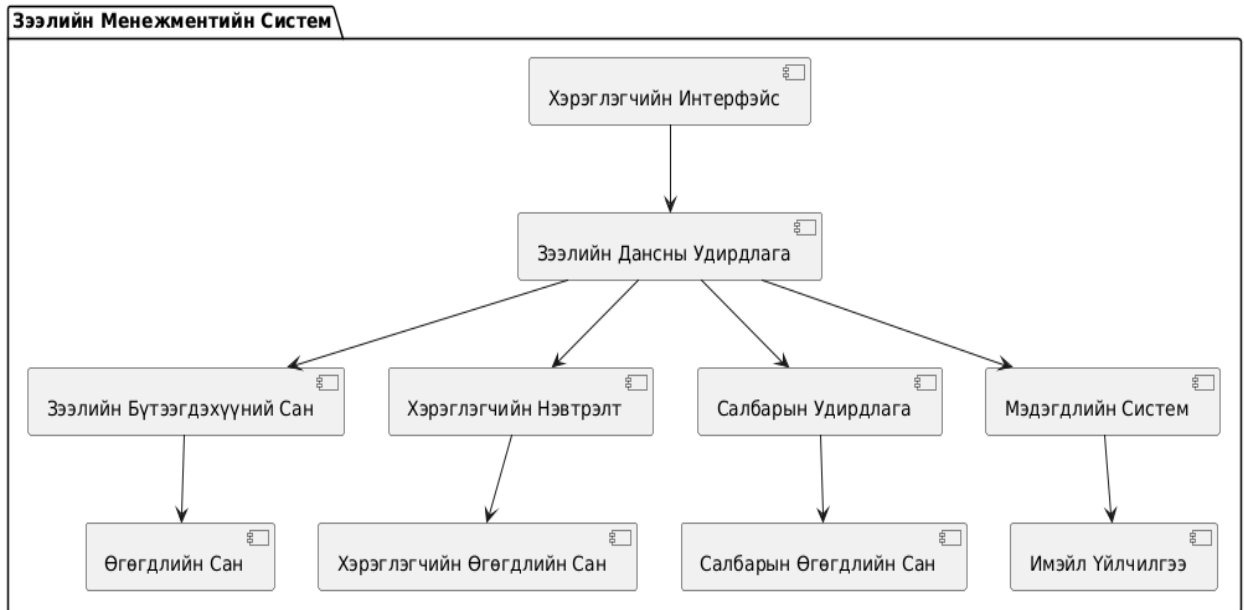 Зээлийн Менежментийн Систем
Хэрэглэгчийн Интерфэйс
Зээлийн Дансны Удирдлага
Зээлийн Бүтээгдэхүүний Сан
Хэрэглэгчийн Нэвтрэлт
Салбарын Удирдлага
Мэдэгдлийн Систем
Өгөгдлийн Сан
Хэрэглэгчийн Өгөгдлийн Сан
Салбарын Өгөгдлийн Сан
Имэйл Үйлчилгээ